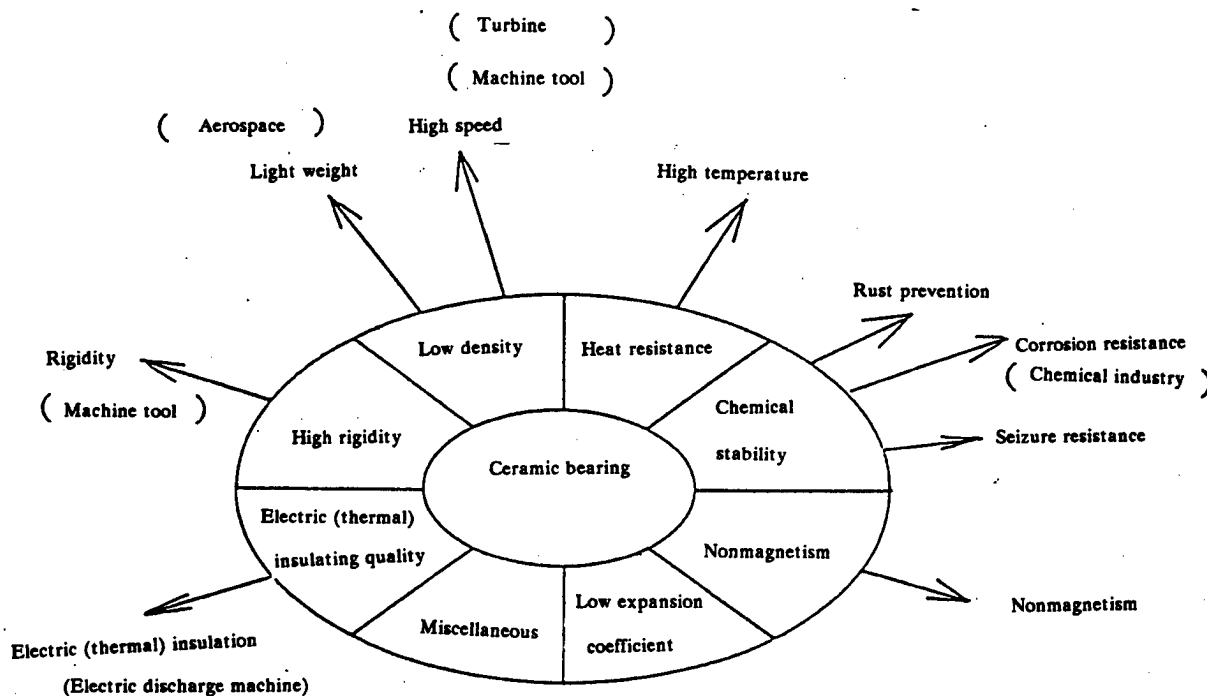 ( Turbine )
( Machine tool )
( Aerospace )
High speed
Light weight
High temperature
Rust prevention
Rigidity
( Machine tool )
Corrosion resistance
( Chemical industry )
Low density
Heat resistance
High rigidity
Chemical
stability
Seizure resistance
Ceramic bearing
Electric (thermal)
insulating quality
Nonmagnetism
Miscellaneous
Low expansion
coefficient
Nonmagnetism
Electric (thermal) insulation
(Electric discharge machine)